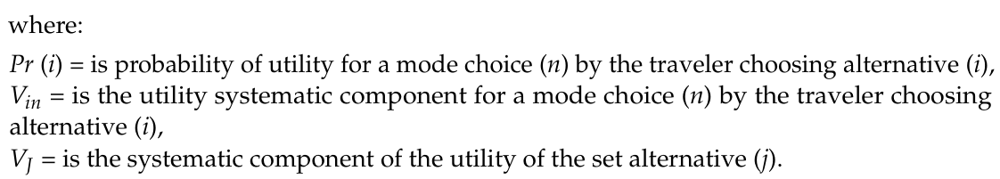 where:
Pr (i) = is probability of utility for a mode choice (n) by the traveler choosing alternative (i),
V_in = is the utility systematic component for a mode choice (n) by the traveler choosing
alternative (i),
V_J = is the systematic component of the utility of the set alternative (j).